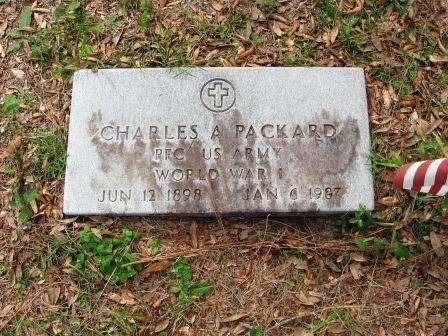 CHARLES A PACKARD
PFC US ARMY
WORLD WAR I
JUN 12 1898 JAN 6 1987